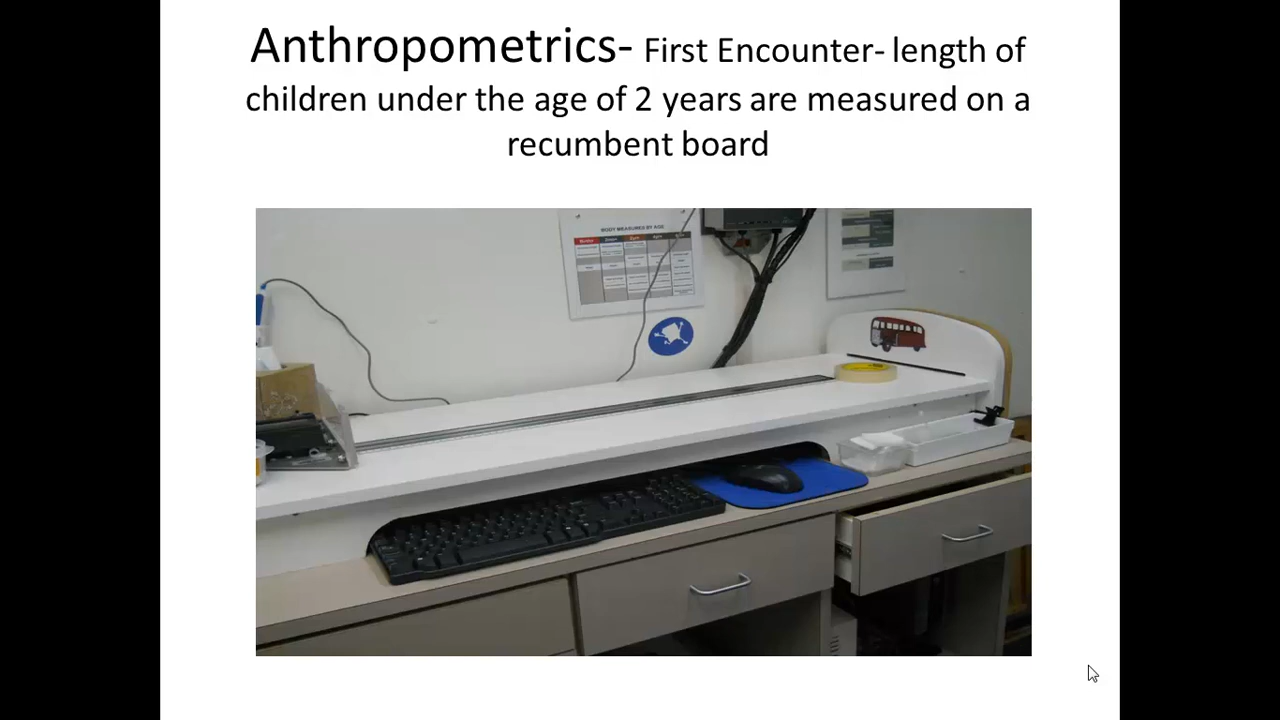 Anthropometrics- First Encounter- length of
children under the age of 2 years are measured on a
recumbent board
BODY MEASURES BY AGE